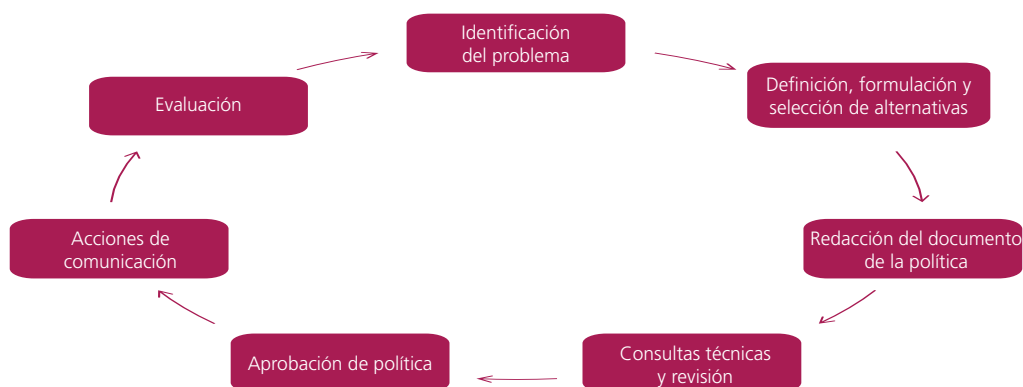 Identificación
del problema
Definición, formulación y
selección de alternativas
Redacción del documento
de la política
Consultas técnicas
y revisión
Aprobación de política
Acciones de
comunicación
Evaluación